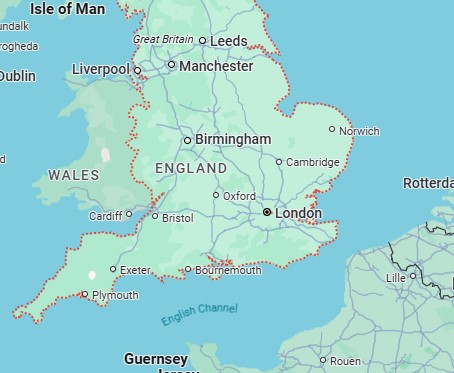 Isle of Man
undalk
rogheda
Dublin
Great Britain
Leeds
Liverpool
Manchester
Norwich
Birmingham
Cambridge
d
WALES
ENGLAND
Rotterda
Oxford
Cardiff
Bristol
London
Exeter
Bournemouth
Lille
Plymouth
English Channel
Guernsey
Rouen